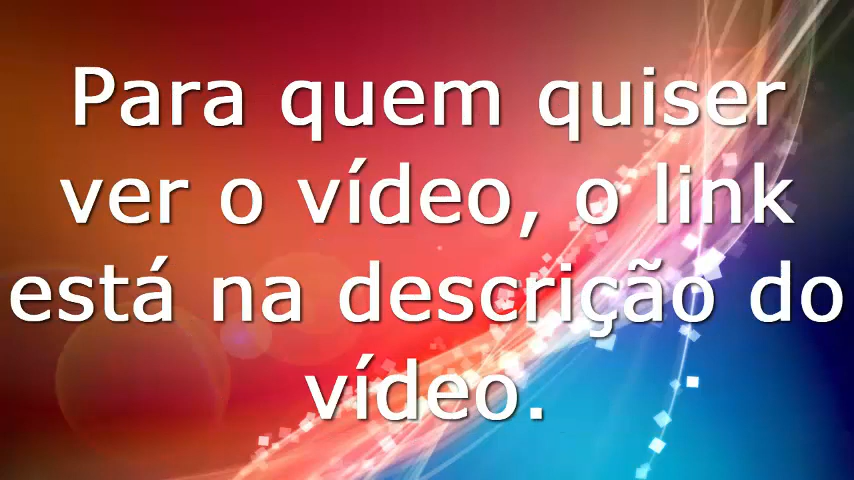 Para quem quiser
ver o vídeo, o link
está na descrição do
vídeo.